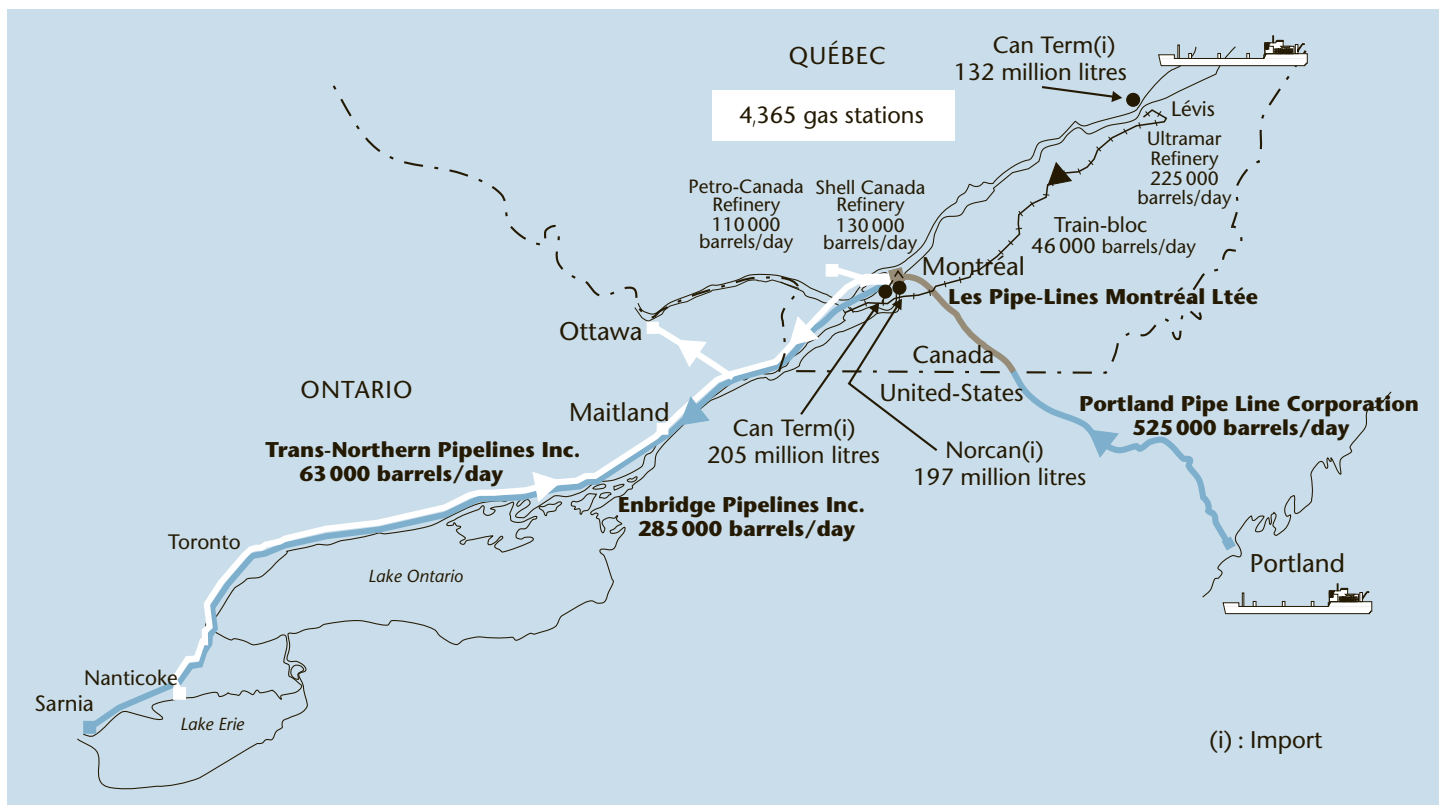 QUÉBEC
4,365 gas stations
Can Term(i)
132 million litres
Lévis
Ultramar
Refinery
225 000
barrels/day
Petro-Canada
Refinery
110 000
barrels/day
Shell Canada
Refinery
130 000
barrels/day
Train-bloc
46 000 barrels/day
Montréal
Les Pipe-Lines Montréal Ltée
Ottawa
Canada
United-States
ONTARIO
Maitland
Can Term(i)
205 million litres
Norcan(i)
197 million litres
Portland Pipe Line Corporation
525 000 barrels/day
Trans-Northern Pipelines Inc.
63 000 barrels/day
Enbridge Pipelines Inc.
285 000 barrels/day
Toronto
Lake Ontario
Portland
Nanticoke
Sarnia
Lake Erie
(i) : Import